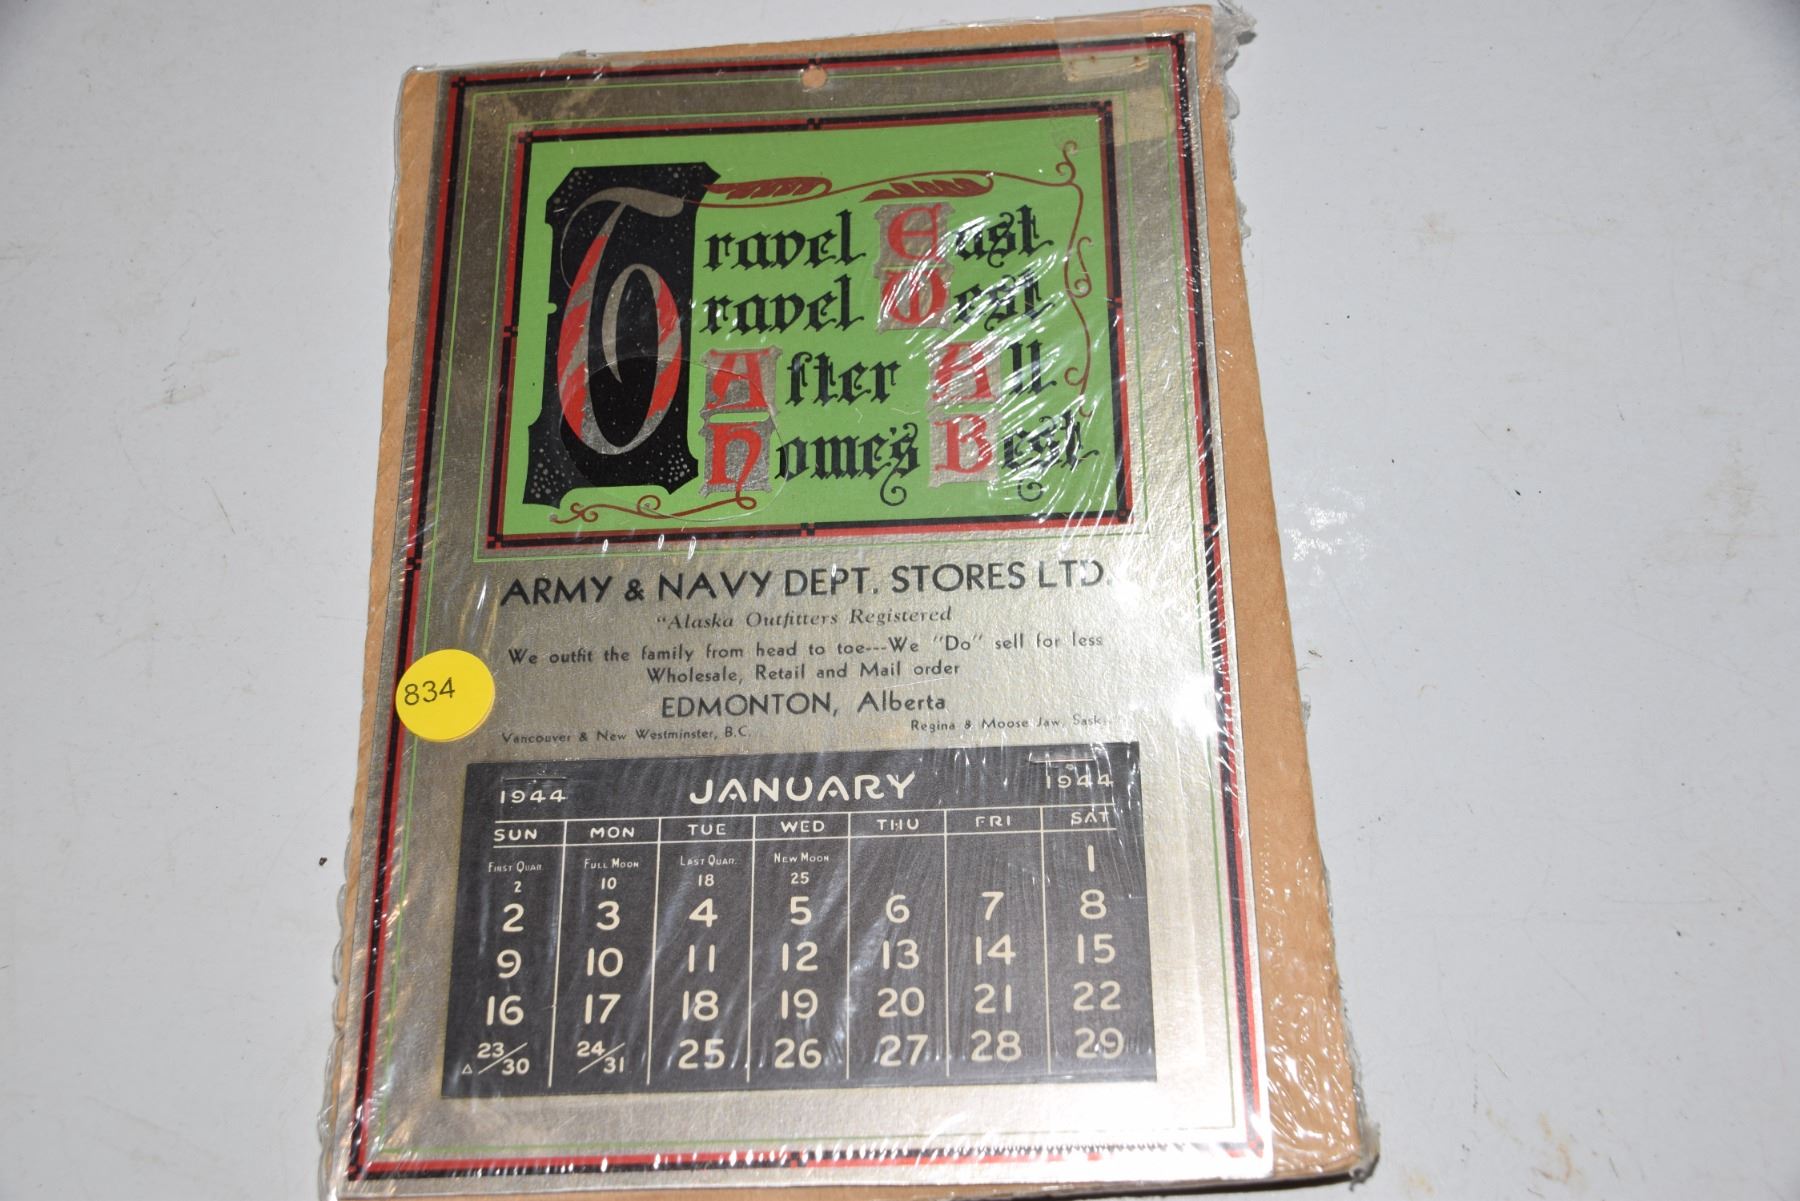 Travel East
Travel West
After All
Home's Best
ARMY & NAVY DEPT. STORES LTD.
"Alaska Outfitters Registered
We outfit the family from head to toe---We "Do" sell for less
Wholesale, Retail and Mail order
EDMONTON, Alberta
Vancouver & New Westminster, B.C. Regina & Moose Jaw, Sask.
834
1944 JANUARY 1944
SUN MON TUE WED THU FRI SAT
First Quar. Full Moon Last Quar. New Moon
2 10 18 25 1
2 3 4 5 6 7 8
9 10 11 12 13 14 15
16 17 18 19 20 21 22
23/30 24/31 25 26 27 28 29